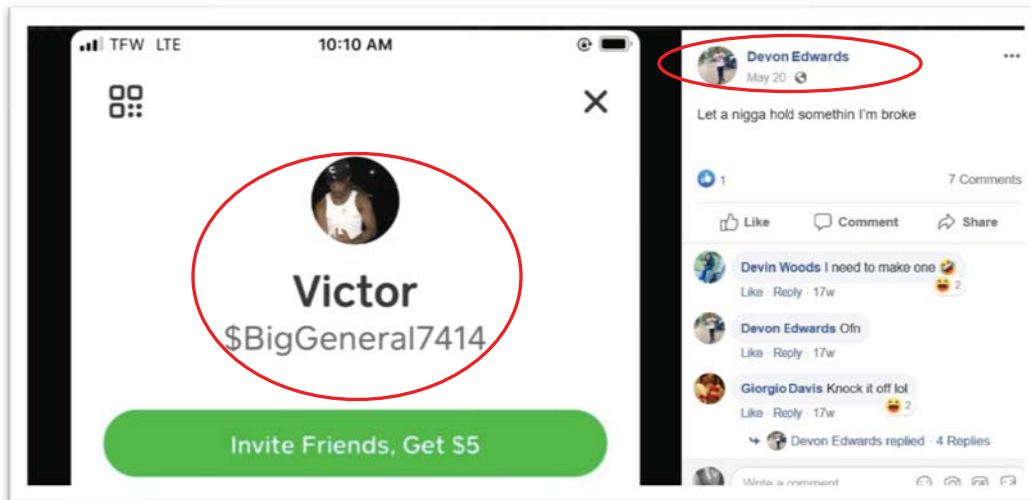 TFW LTE 10:10 AM
Victor
$BigGeneral7414
Invite Friends, Get $5
Devon Edwards
May 20
Let a nigga hold somethin I'm broke
1 7 Comments
Like Comment Share
Devin Woods I need to make one
2
Like · Reply · 17w
Devon Edwards Ofn
Like · Reply · 17w
Giorgio Davis Knock it off lol
2
Like · Reply · 17w
Devon Edwards replied · 4 Replies
Write a comment